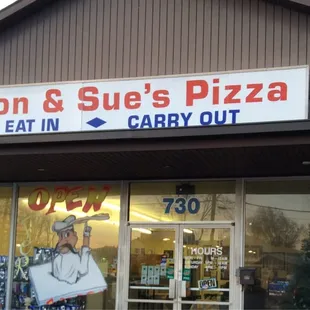 on & Sue's Pizza
EAT IN ◆ CARRY OUT
OPEN
730
HOURS